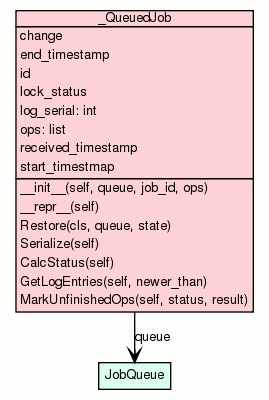 _QueuedJob
change
end_timestamp
id
lock_status
log_serial: int
ops: list
received_timestamp
start_timestmap
__init__(self, queue, job_id, ops)
__repr__(self)
Restore(cls, queue, state)
Serialize(self)
CalcStatus(self)
GetLogEntries(self, newer_than)
MarkUnfinishedOps(self, status, result)
queue
JobQueue